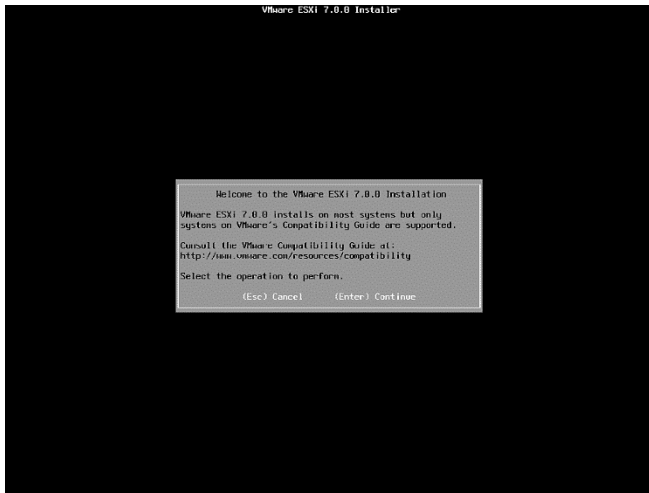 VMware ESXi 7.0.0 Installer
Welcome to the VMware ESXi 7.0.0 Installation
VMware ESXi 7.0.0 installs on most systems but only
systems on VMware's Compatibility Guide are supported.
Consult the VMware Compatibility Guide at:
http://www.vmware.com/resources/compatibility
Select the operation to perform.
(Esc) Cancel (Enter) Continue